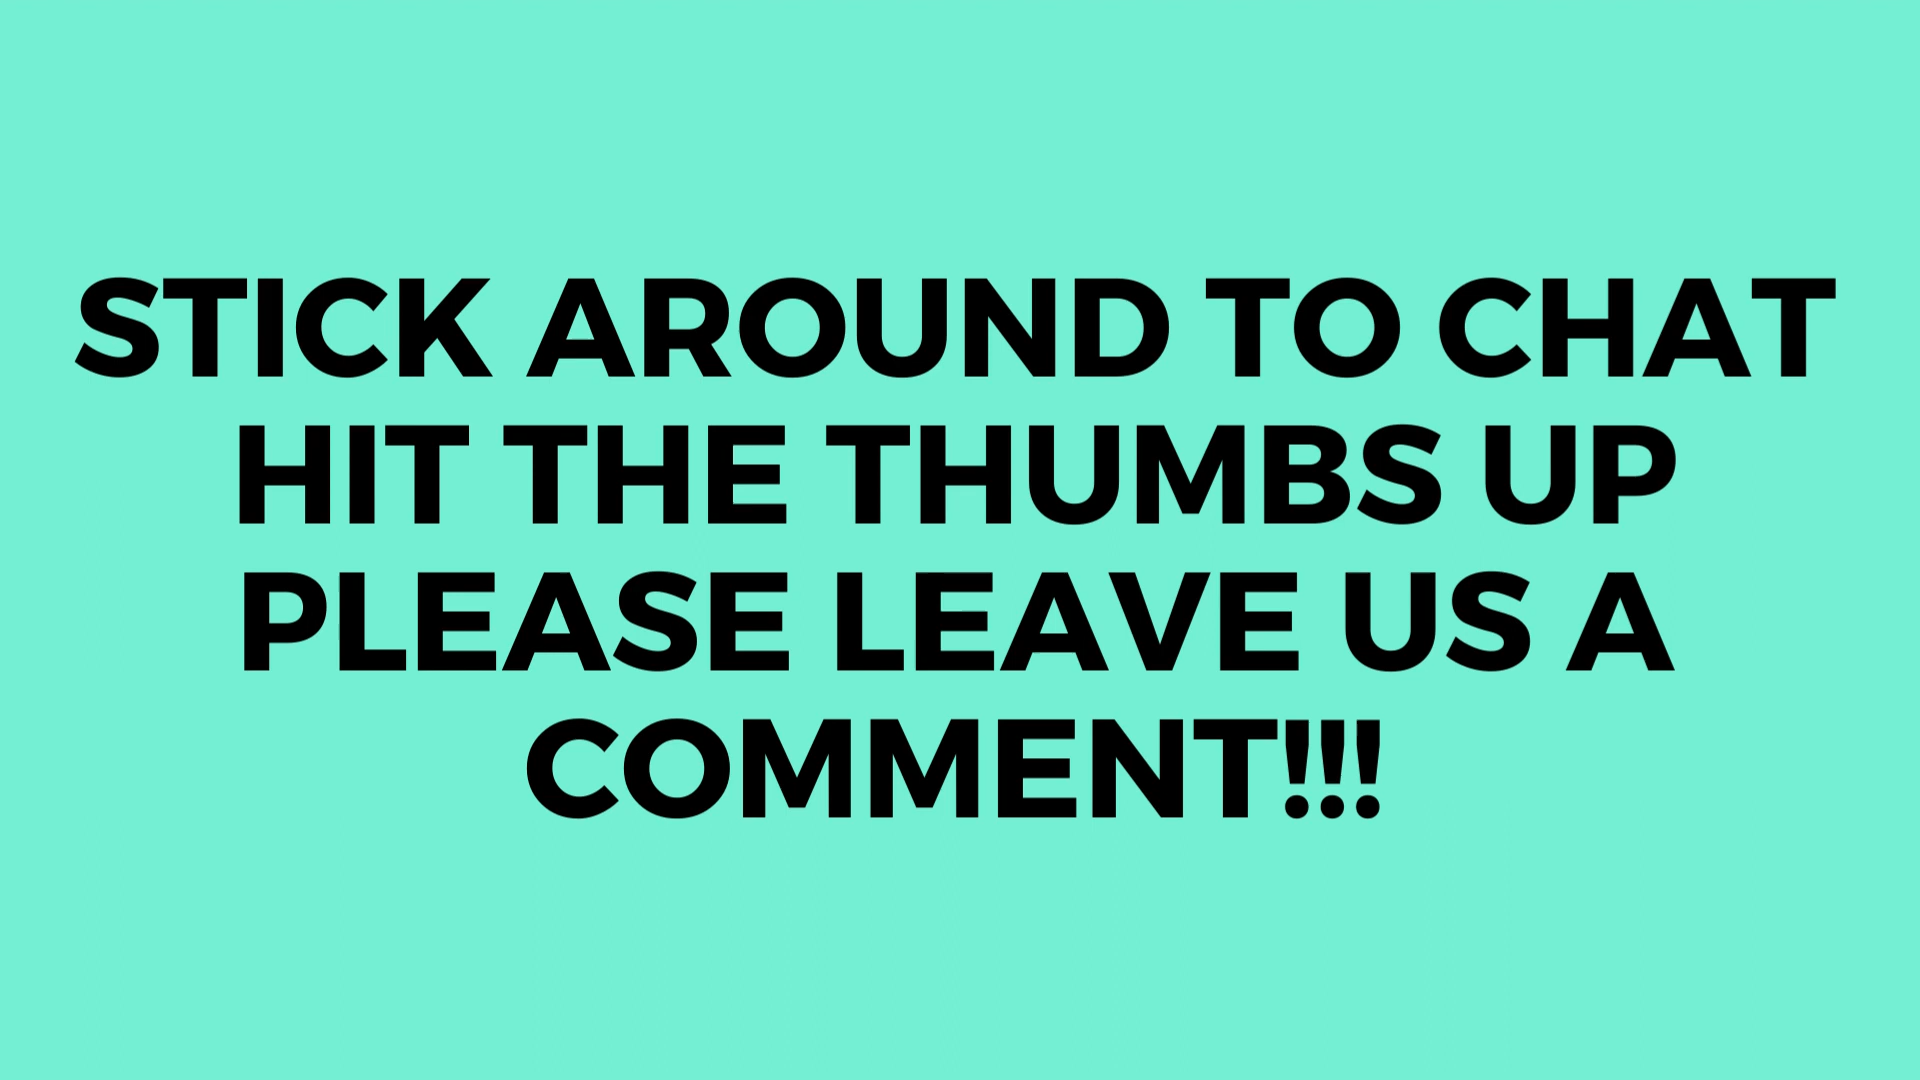 STICK AROUND TO CHAT
HIT THE THUMBS UP
PLEASE LEAVE US A
COMMENT!!!